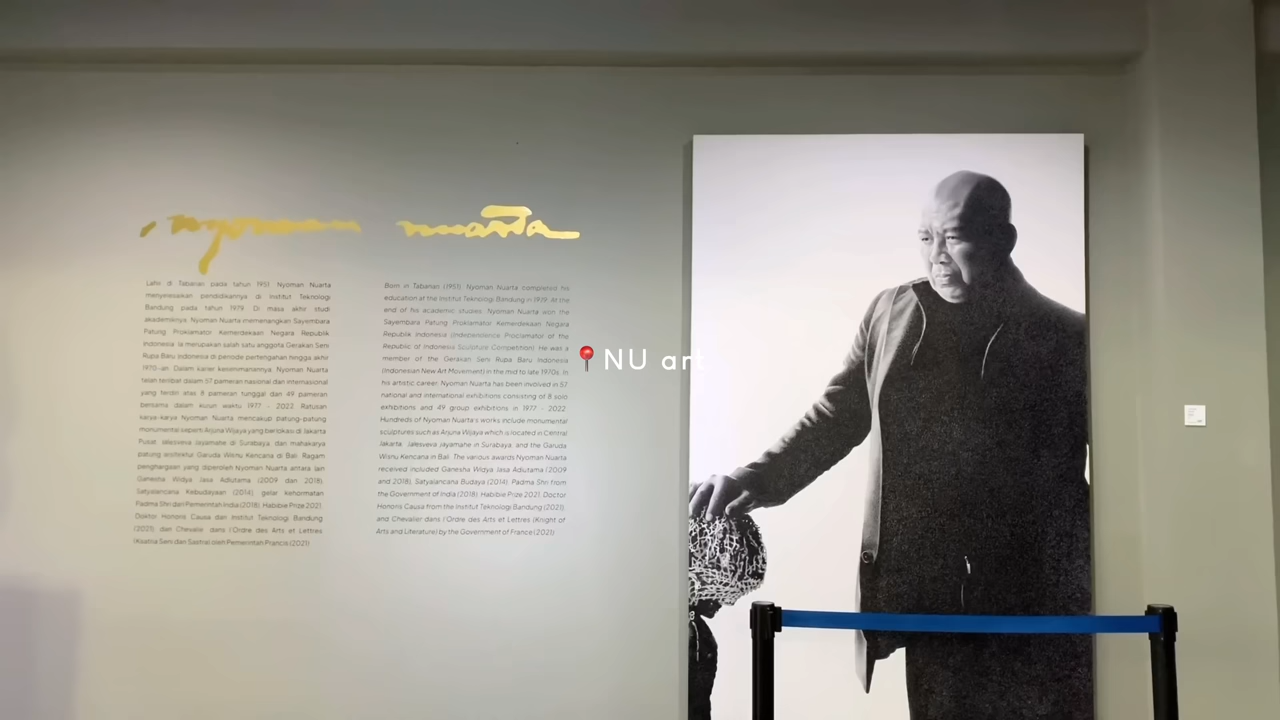 nyoman nuarta
Lahir di Tabanan pada tahun 1951, Nyoman Nuarta
menyelesaikan pendidikannya di Institut Teknologi
Bandung pada tahun 1979. Di masa akhir studi
akademiknya, Nyoman Nuarta memenangkan Sayembara
Patung Proklamator Kemerdekaan Negara Republik
Indonesia. Ia merupakan salah satu anggota Gerakan Seni
Rupa Baru Indonesia di periode pertengahan hingga akhir
1970-an. Dalam karier kesenimanannya, Nyoman Nuarta
telah terlibat dalam 57 pameran nasional dan internasional
yang terdiri atas 8 pameran tunggal dan 49 pameran
bersama dalam kurun waktu 1977 - 2022. Ratusan
karya-karya Nyoman Nuarta mencakup patung-patung
monumental seperti Arjuna Wijaya yang berlokasi di Jakarta
Pusat, Jalesveva Jayamahe di Surabaya, dan mahakarya
patung arsitektur Garuda Wisnu Kencana di Bali. Ragam
penghargaan yang diperoleh Nyoman Nuarta antara lain
Ganesha Widya Jasa Adiutama (2009 dan 2018),
Satyalancana Kebudayaan (2014), gelar kehormatan
Padma Shri dari Pemerintah India (2018), Habibie Prize 2021,
Doktor Honoris Causa dari Institut Teknologi Bandung
(2021), dan Chevalier dans l'Ordre des Arts et Lettres
(Ksatria Seni dan Sastra) oleh Pemerintah Prancis (2021)
Born in Tabanan (1951), Nyoman Nuarta completed his
education at the Institut Teknologi Bandung in 1979. At the
end of his academic studies, Nyoman Nuarta won the
Sayembara Patung Proklamator Kemerdekaan Negara
Republik Indonesia (Independence Proclamator of the
Republic of Indonesia Sculpture Competition). He was a
member of the Gerakan Seni Rupa Baru Indonesia
(Indonesian New Art Movement) in the mid to late 1970s. In
his artistic career, Nyoman Nuarta has been involved in 57
national and international exhibitions consisting of 8 solo
exhibitions and 49 group exhibitions in 1977 - 2022.
Hundreds of Nyoman Nuarta's works include monumental
sculptures such as Arjuna Wijaya which is located in Central
Jakarta, Jalesveva Jayamahe in Surabaya, and the Garuda
Wisnu Kencana in Bali. The various awards Nyoman Nuarta
received included Ganesha Widya Jasa Adiutama (2009
and 2018), Satyalancana Budaya (2014), Padma Shri from
the Government of India (2018), Habibie Prize 2021, Doctor
Honoris Causa from the Institut Teknologi Bandung (2021),
and Chevalier dans l'Ordre des Arts et Lettres (Knight of
Arts and Literature) by the Government of France (2021)
📍NU art